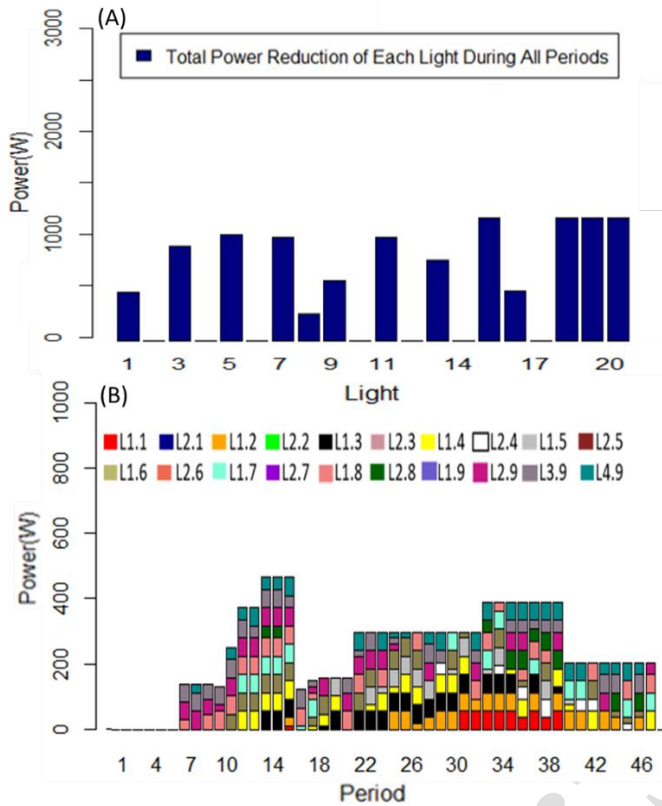 (A)
3000
Total Power Reduction of Each Light During All Periods
2000
Power(W)
1000
0
1 3 5 7 9 11 14 17 20
Light
(B)
1000
L1.1 L2.1 L1.2 L2.2 L1.3 L2.3 L1.4 L2.4 L1.5 L2.5
800
L1.6 L2.6 L1.7 L2.7 L1.8 L2.8 L1.9 L2.9 L3.9 L4.9
600
Power(W)
400
200
0
1 4 7 10 14 18 22 26 30 34 38 42 46
Period